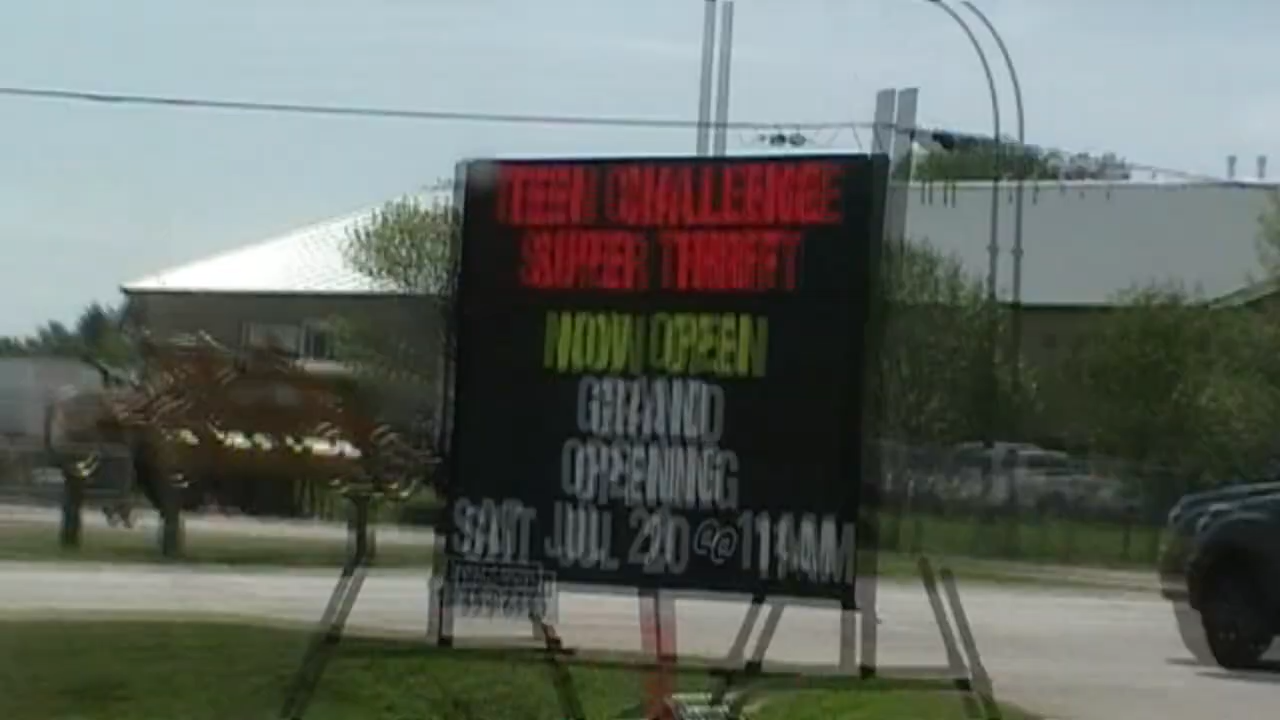 TEEN CHALLENGE
SUPER THRIFT
NOW OPEN
GRAND
OPENING
SAT JUL 20 @ 11AM